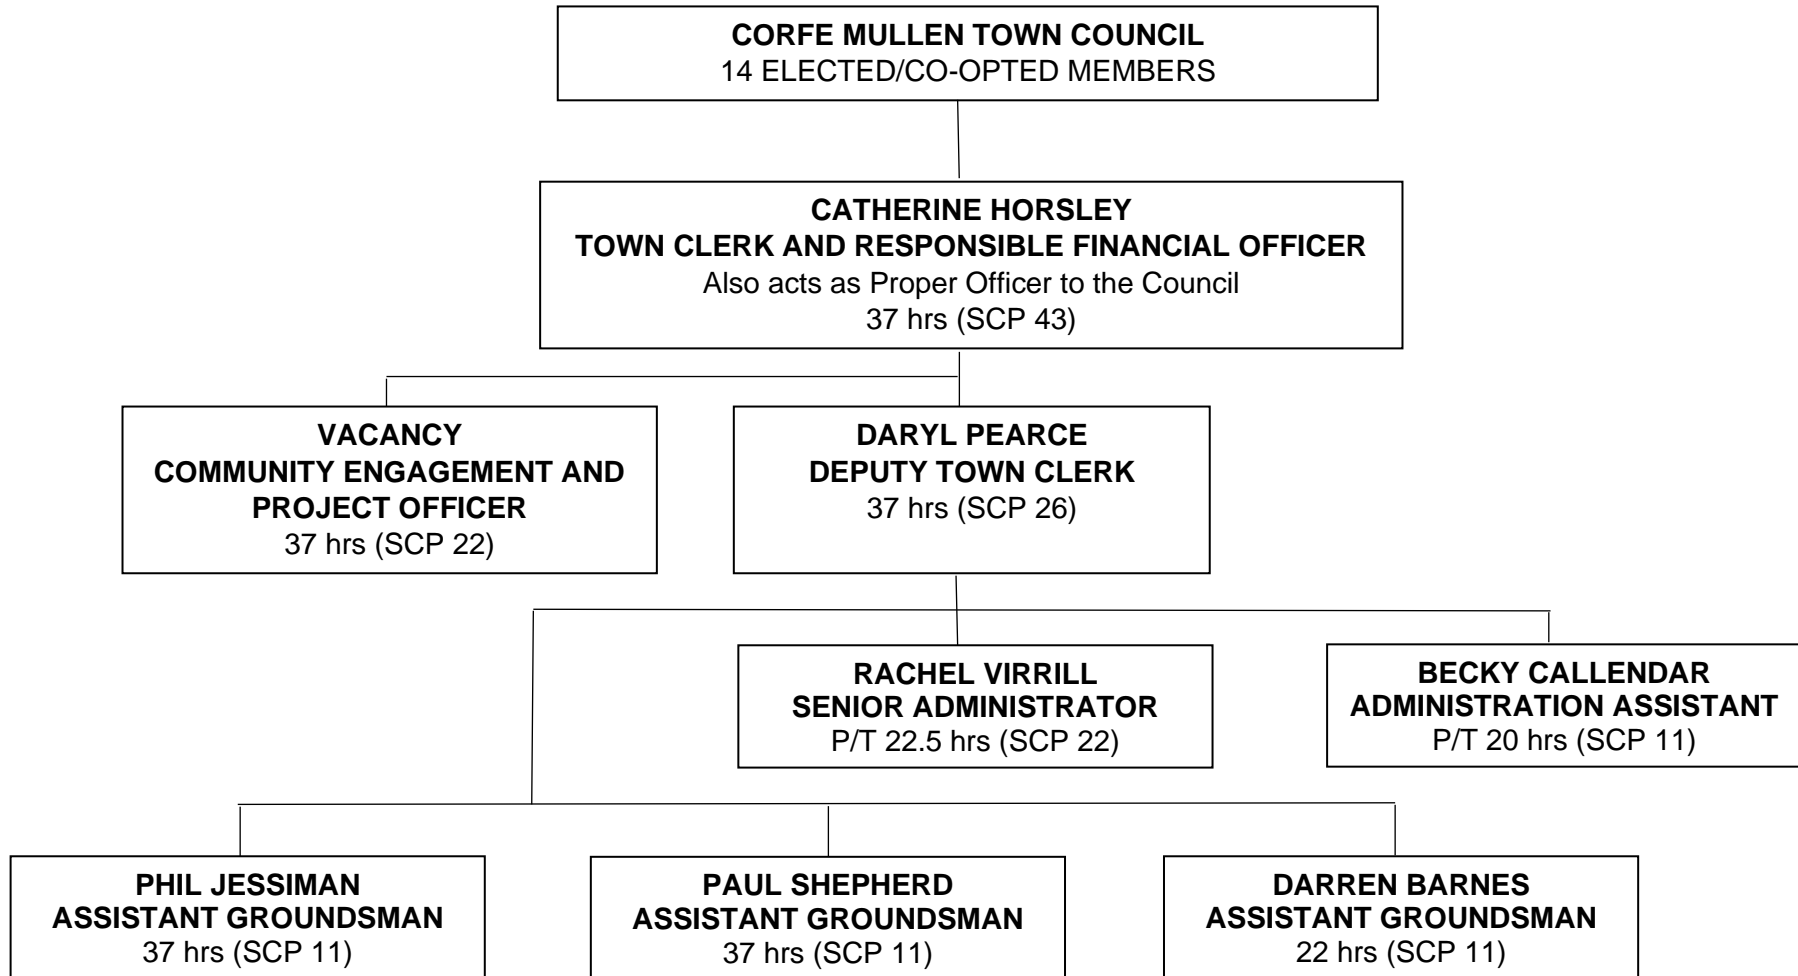 CORFE MULLEN TOWN COUNCIL
14 ELECTED/CO-OPTED MEMBERS
CATHERINE HORSLEY
TOWN CLERK AND RESPONSIBLE FINANCIAL OFFICER
Also acts as Proper Officer to the Council
37 hrs (SCP 43)
VACANCY
COMMUNITY ENGAGEMENT AND
PROJECT OFFICER
37 hrs (SCP 22)
DARYL PEARCE
DEPUTY TOWN CLERK
37 hrs (SCP 26)
RACHEL VIRRILL
SENIOR ADMINISTRATOR
P/T 22.5 hrs (SCP 22)
BECKY CALLENDAR
ADMINISTRATION ASSISTANT
P/T 20 hrs (SCP 11)
PHIL JESSIMAN
ASSISTANT GROUNDSMAN
37 hrs (SCP 11)
PAUL SHEPHERD
ASSISTANT GROUNDSMAN
37 hrs (SCP 11)
DARREN BARNES
ASSISTANT GROUNDSMAN
22 hrs (SCP 11)